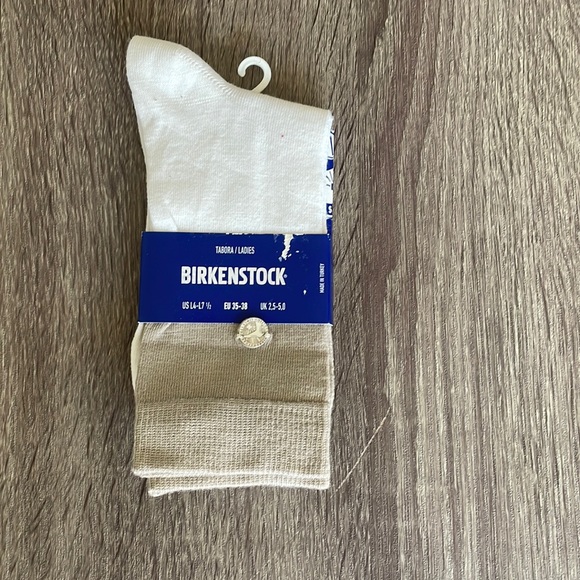 TABORA / LADIES
BIRKENSTOCK
US L4-L7 ½ EU 35-38 UK 2.5-5.0
MADE IN TURKEY